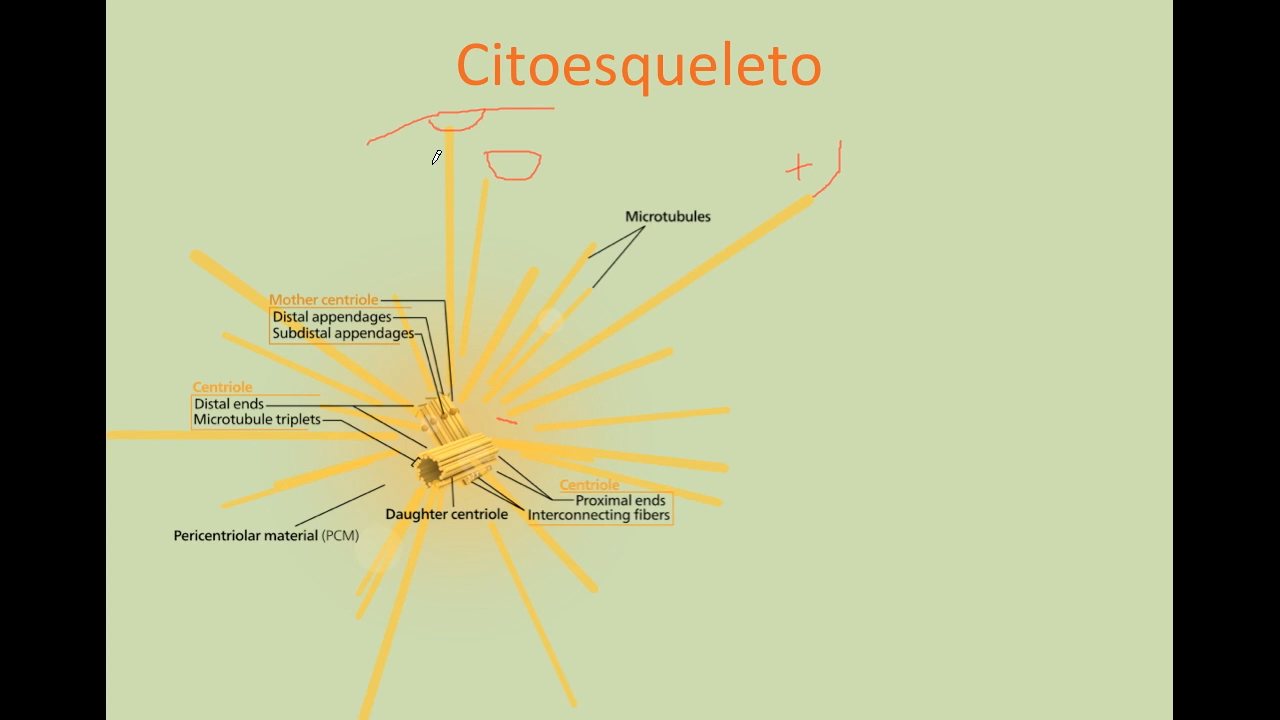 Citoesqueleto
+
Microtubules
Mother centriole
Distal appendages
Subdistal appendages
Centriole
Distal ends
Microtubule triplets
Centriole
Proximal ends
Daughter centriole
Interconnecting fibers
Pericentriolar material (PCM)